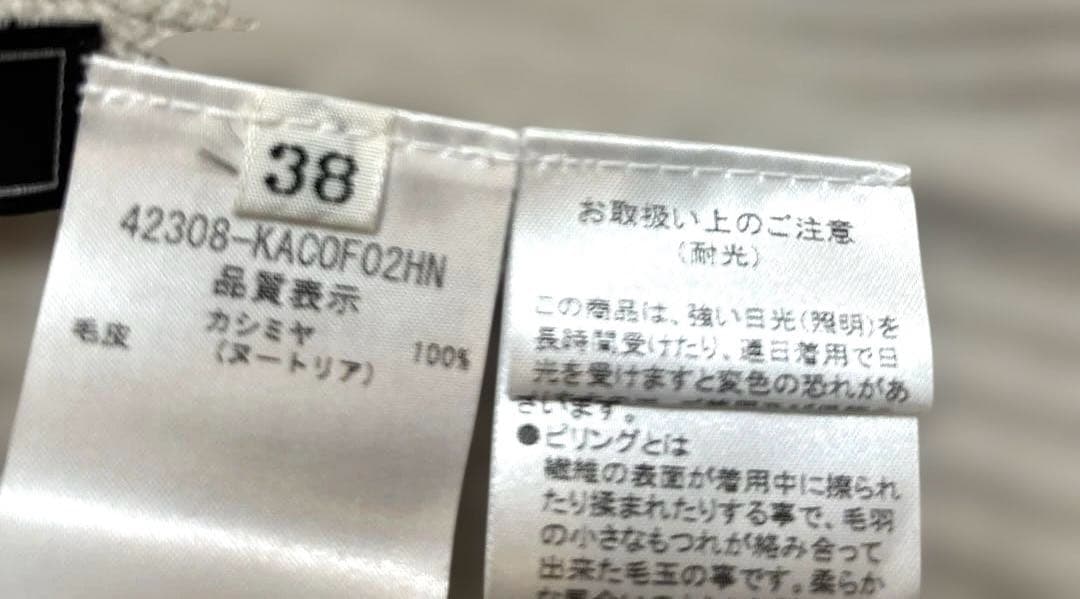 38
42308-KACOF02HN
品質表示
カシミヤ 100%
毛皮 (ヌートリア)
お取扱い上のご注意
(耐光)
この商品は、強い日光(照明)を
長時間受けたり、連日着用で日
光を受けますと変色の恐れがあ
ざいます。
●ピリングとは
繊維の表面が着用中に擦られ
たり揉まれたりする事で、毛羽
の小さなもつれが絡み合って
出来た毛玉の事です。柔らか